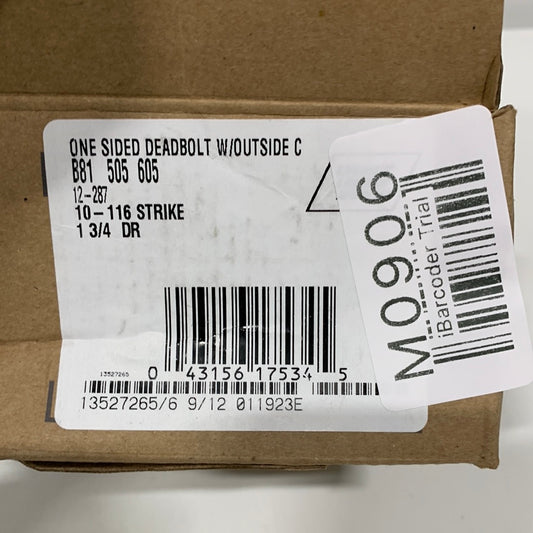 ONE SIDED DEADBOLT W/OUTSIDE C
B81 505 605
12-287
10-116 STRIKE
1 3/4 DR
13527265
0 43156 17534 5
13527265/6 9/12 011923E
M0906
iBarcoder Trial